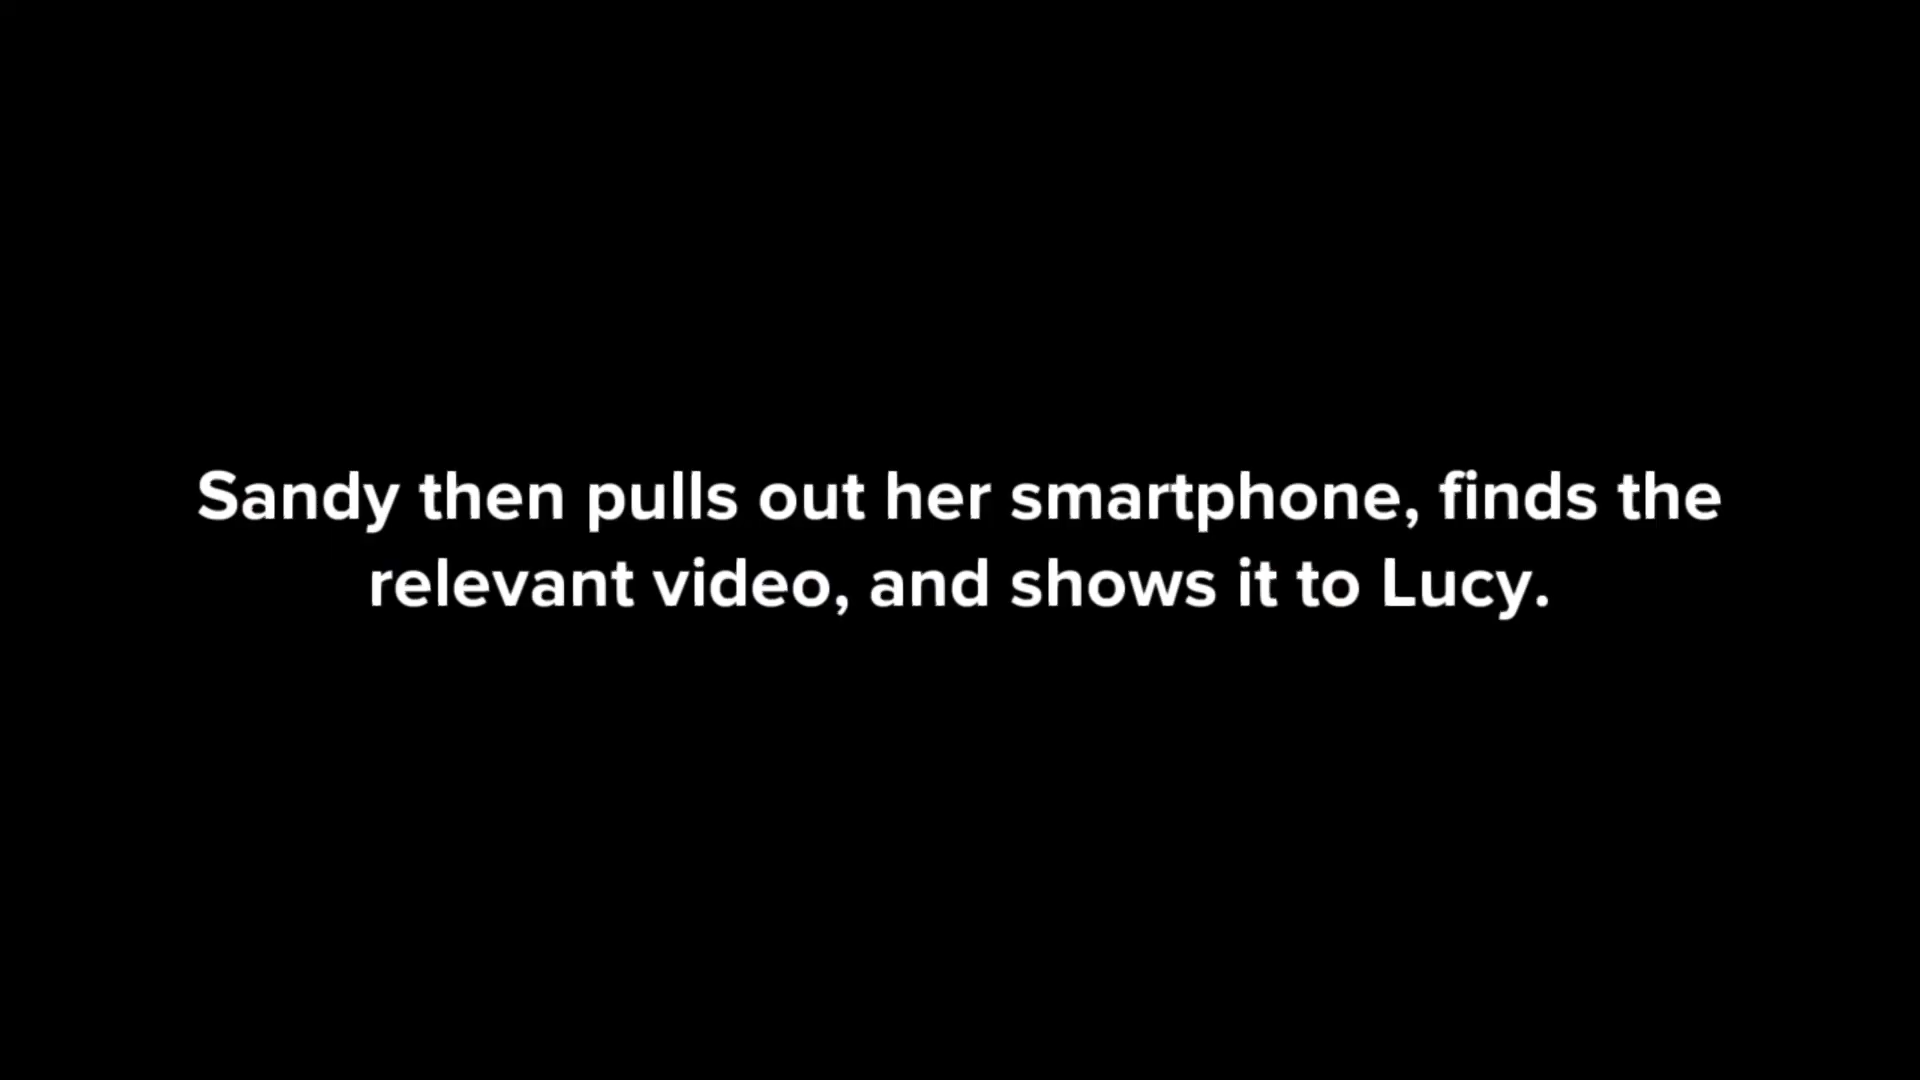 Sandy then pulls out her smartphone, finds the
relevant video, and shows it to Lucy.